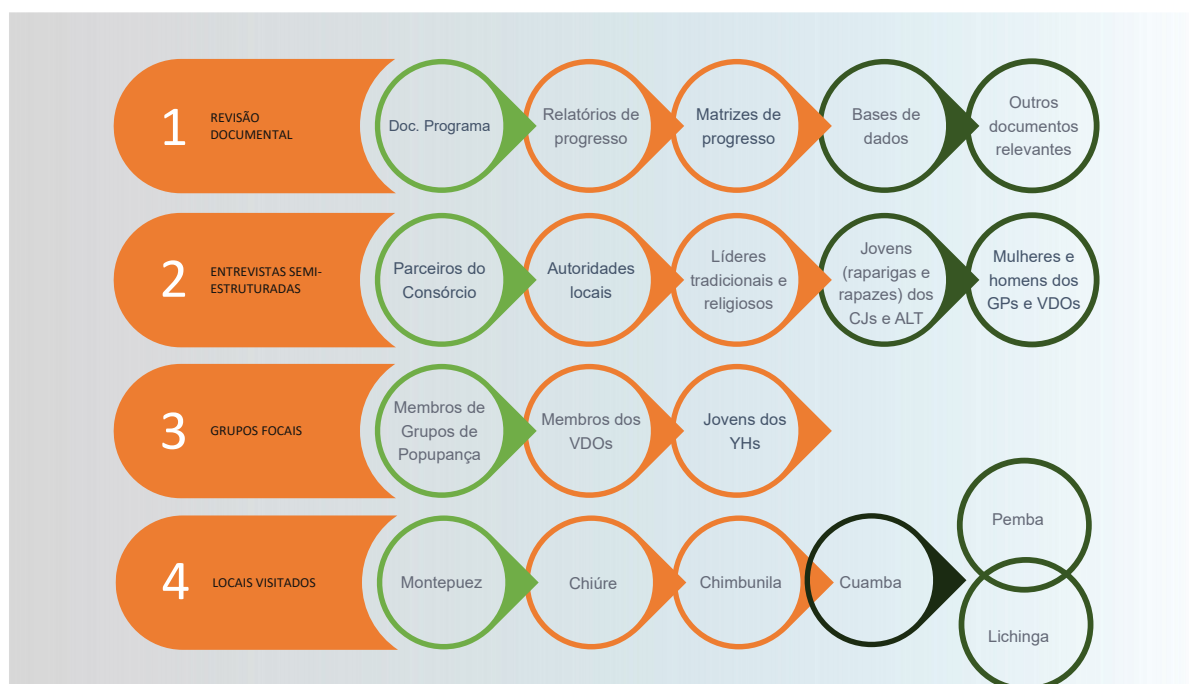 1
REVISÃO
DOCUMENTAL
Doc. Programa
Relatórios de
progresso
Matrizes de
progresso
Bases de
dados
Outros
documentos
relevantes
2
ENTREVISTAS SEMI-
ESTRUTURADAS
Parceiros do
Consórcio
Autoridades
locais
Líderes
tradicionais e
religiosos
Jovens
(raparigas e
rapazes) dos
CJs e ALT
Mulheres e
homens dos
GPs e VDOs
3
GRUPOS FOCAIS
Membros de
Grupos de
Popupança
Membros dos
VDOs
Jovens dos
YHs
4
LOCAIS VISITADOS
Montepuez
Chiúre
Chimbunila
Cuamba
Pemba
Lichinga